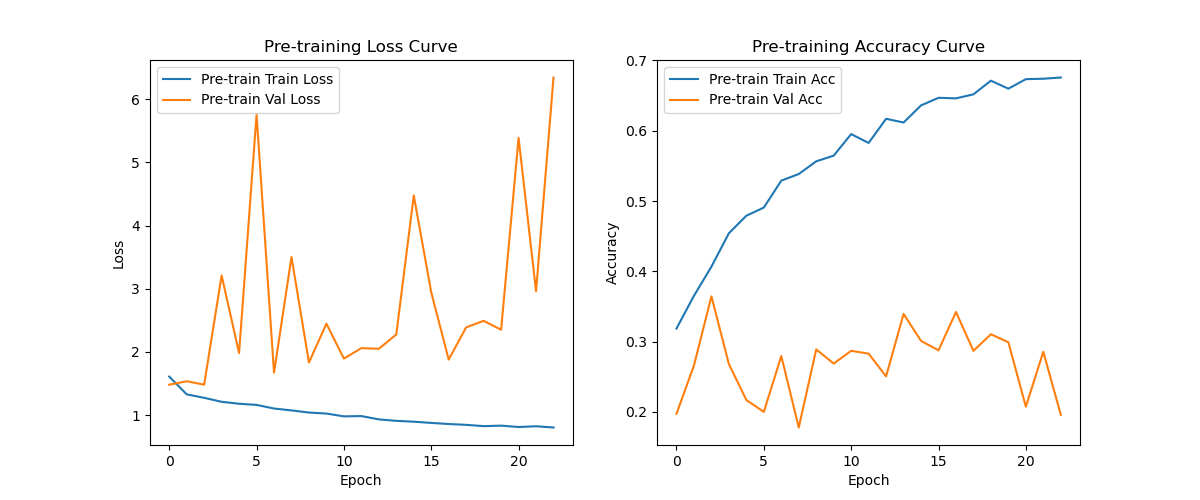 Pre-training Loss Curve
Pre-train Train Loss
Pre-train Val Loss
6
5
4
3
2
1
Loss
0 5 10 15 20
Epoch
Pre-training Accuracy Curve
Pre-train Train Acc
Pre-train Val Acc
0.7
0.6
0.5
0.4
0.3
0.2
Accuracy
0 5 10 15 20
Epoch